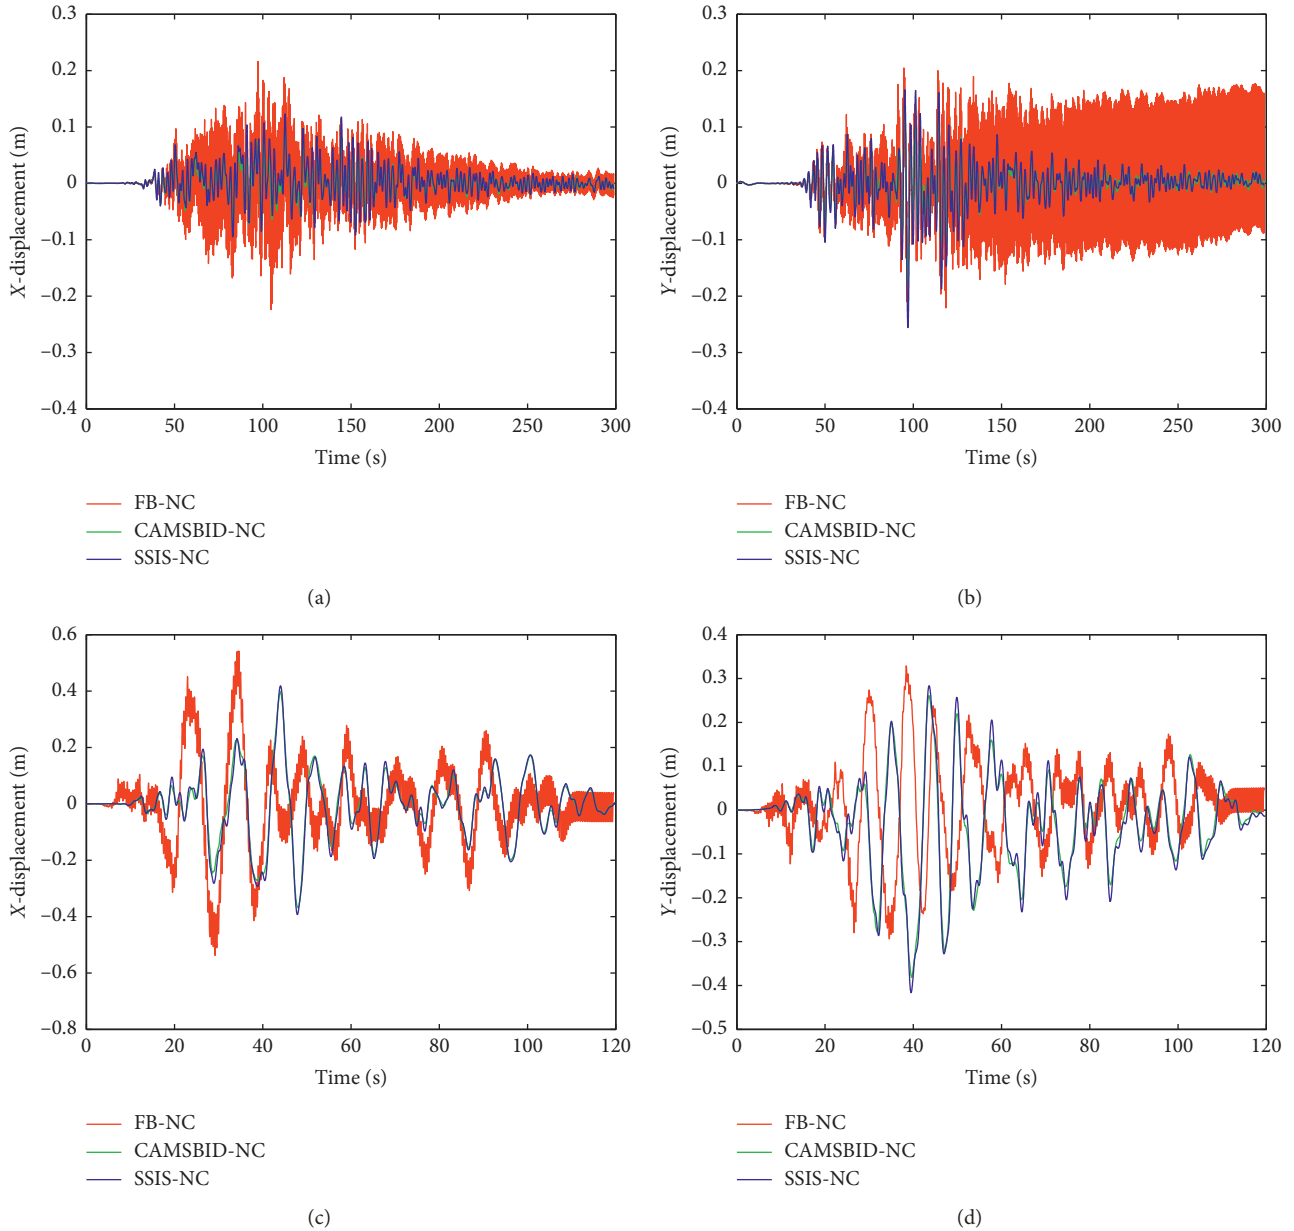 0.3
0.2
0.1
0
–0.1
–0.2
–0.3
–0.4
X-displacement (m)
0 50 100 150 200 250 300
Time (s)
FB-NC
CAMSBID-NC
SSIS-NC
(a)
0.3
0.2
0.1
0
–0.1
–0.2
–0.3
–0.4
Y-displacement (m)
0 50 100 150 200 250 300
Time (s)
FB-NC
CAMSBID-NC
SSIS-NC
(b)
0.6
0.4
0.2
0
–0.2
–0.4
–0.6
–0.8
X-displacement (m)
0 20 40 60 80 100 120
Time (s)
FB-NC
CAMSBID-NC
SSIS-NC
(c)
0.4
0.3
0.2
0.1
0
–0.1
–0.2
–0.3
–0.4
–0.5
Y-displacement (m)
0 20 40 60 80 100 120
Time (s)
FB-NC
CAMSBID-NC
SSIS-NC
(d)